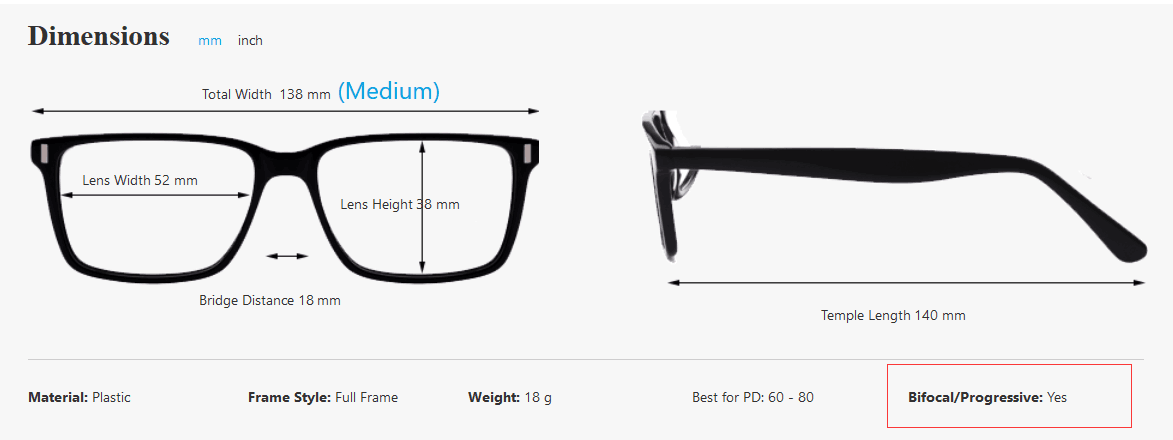 Dimensions mm inch
Total Width 138 mm (Medium)
Lens Width 52 mm
Lens Height 38 mm
Bridge Distance 18 mm
Temple Length 140 mm
Material: Plastic Frame Style: Full Frame Weight: 18 g Best for PD: 60 - 80 Bifocal/Progressive: Yes